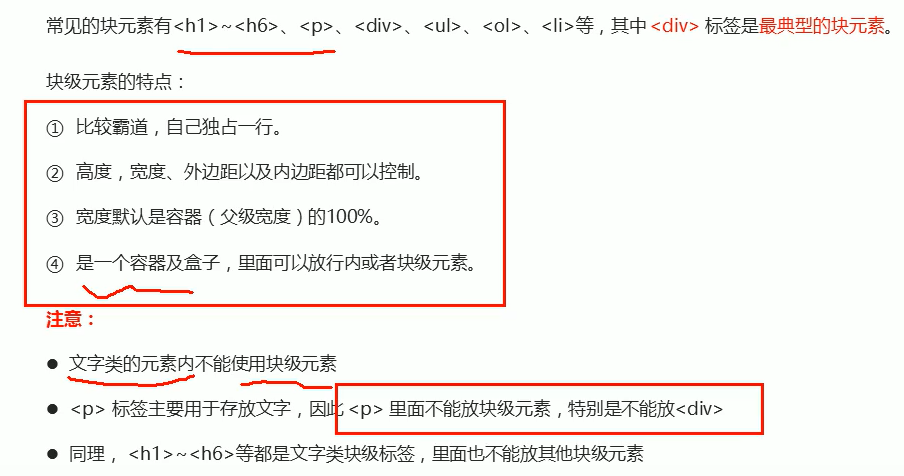 常见的块元素有<h1>~<h6>、<p>、<div>、<ul>、<ol>、<li>等，其中 <div> 标签是最典型的块元素。
块级元素的特点：
① 比较霸道，自己独占一行。
② 高度，宽度、外边距以及内边距都可以控制。
③ 宽度默认是容器（父级宽度）的100%。
④ 是一个容器及盒子，里面可以放行内或者块级元素。
注意：
● 文字类的元素内不能使用块级元素
● <p> 标签主要用于存放文字，因此 <p> 里面不能放块级元素，特别是不能放<div>
● 同理， <h1>~<h6>等都是文字类块级标签，里面也不能放其他块级元素